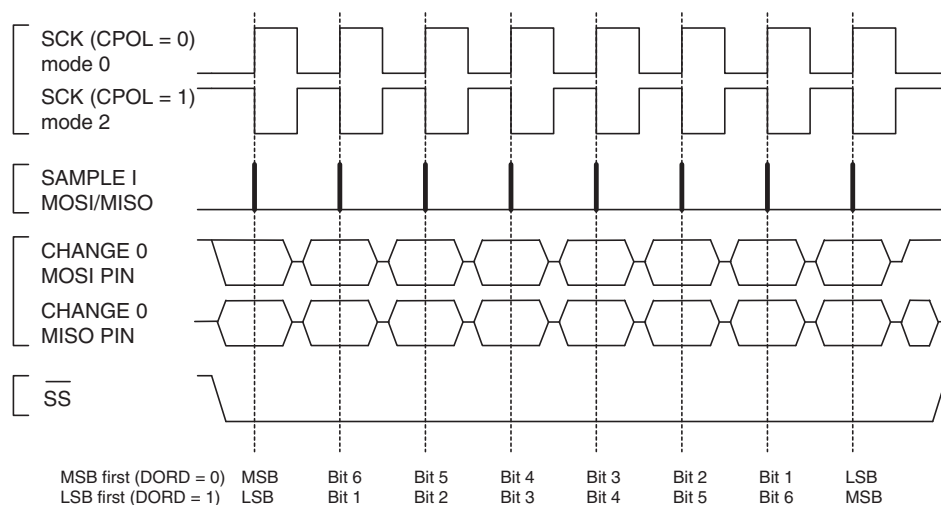 SCK (CPOL = 0)
mode 0
SCK (CPOL = 1)
mode 2
SAMPLE I
MOSI/MISO
CHANGE 0
MOSI PIN
CHANGE 0
MISO PIN
SS
MSB first (DORD = 0) MSB Bit 6 Bit 5 Bit 4 Bit 3 Bit 2 Bit 1 LSB
LSB first (DORD = 1) LSB Bit 1 Bit 2 Bit 3 Bit 4 Bit 5 Bit 6 MSB